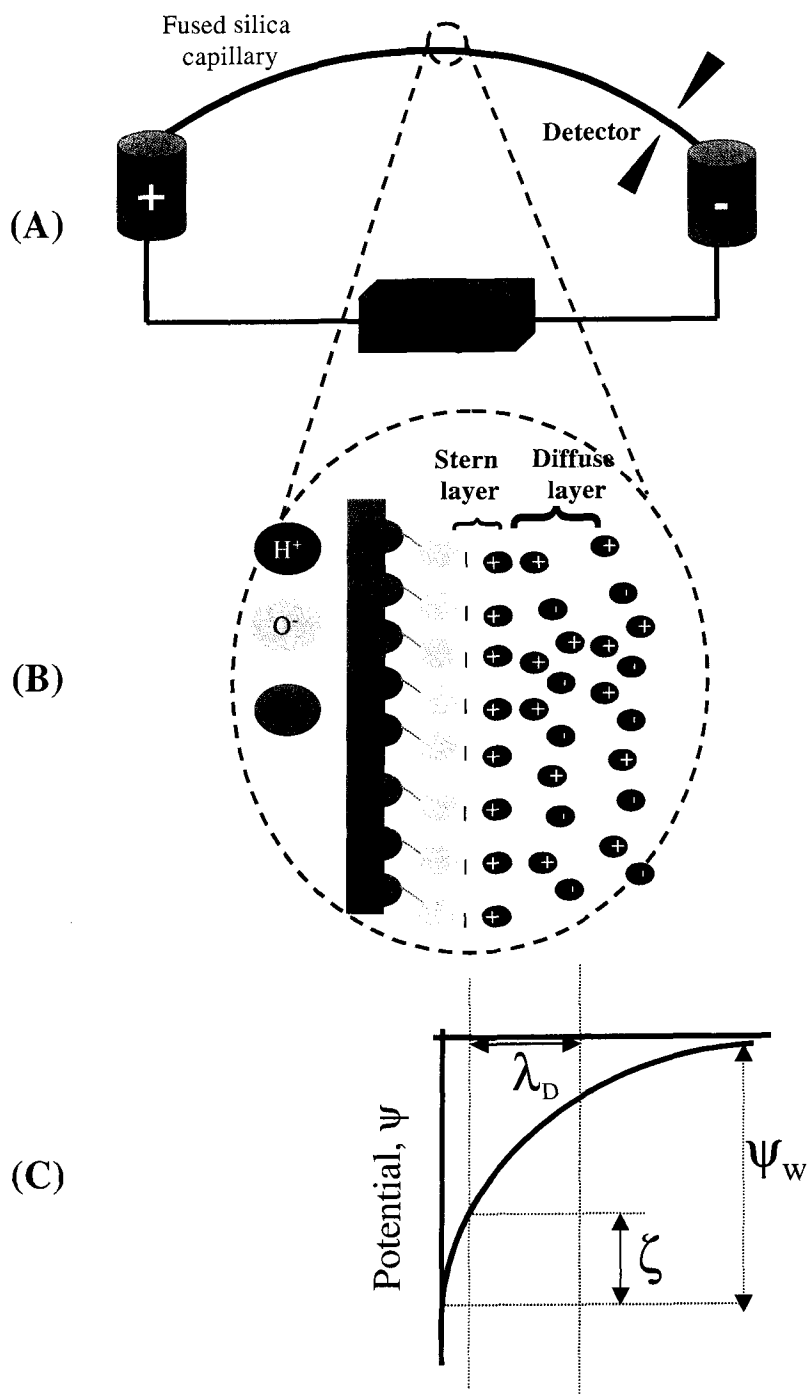 Fused silica
capillary
Detector
+
-
(A)
Stern
layer
Diffuse
layer
H⁺
O⁻
(B)
+ + +
-
+ -
+
+ + +
+ -
-
+ +
+ -
-
+ +
+
+ -
-
+ + +
-
+
(C)
Potential, ψ
λD
ψw
ζ